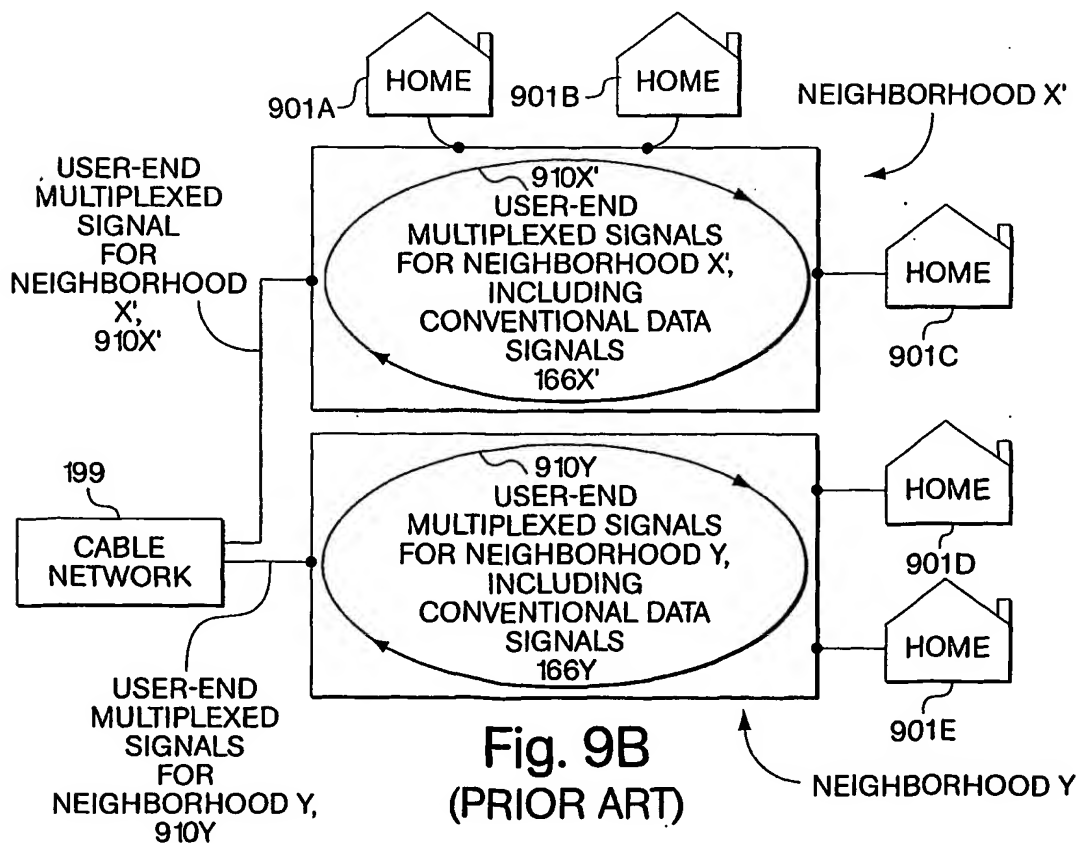 HOME
HOME
901A
901B
NEIGHBORHOOD X'
USER-END
MULTIPLEXED
SIGNAL
FOR
NEIGHBORHOOD
X',
910X'
910X'
USER-END
MULTIPLEXED SIGNALS
FOR NEIGHBORHOOD X',
INCLUDING
CONVENTIONAL DATA
SIGNALS
166X'
HOME
901C
199
CABLE
NETWORK
910Y
USER-END
MULTIPLEXED SIGNALS
FOR NEIGHBORHOOD Y,
INCLUDING
CONVENTIONAL DATA
SIGNALS
166Y
HOME
901D
HOME
901E
USER-END
MULTIPLEXED
SIGNALS
FOR
NEIGHBORHOOD Y,
910Y
NEIGHBORHOOD Y
Fig. 9B
(PRIOR ART)